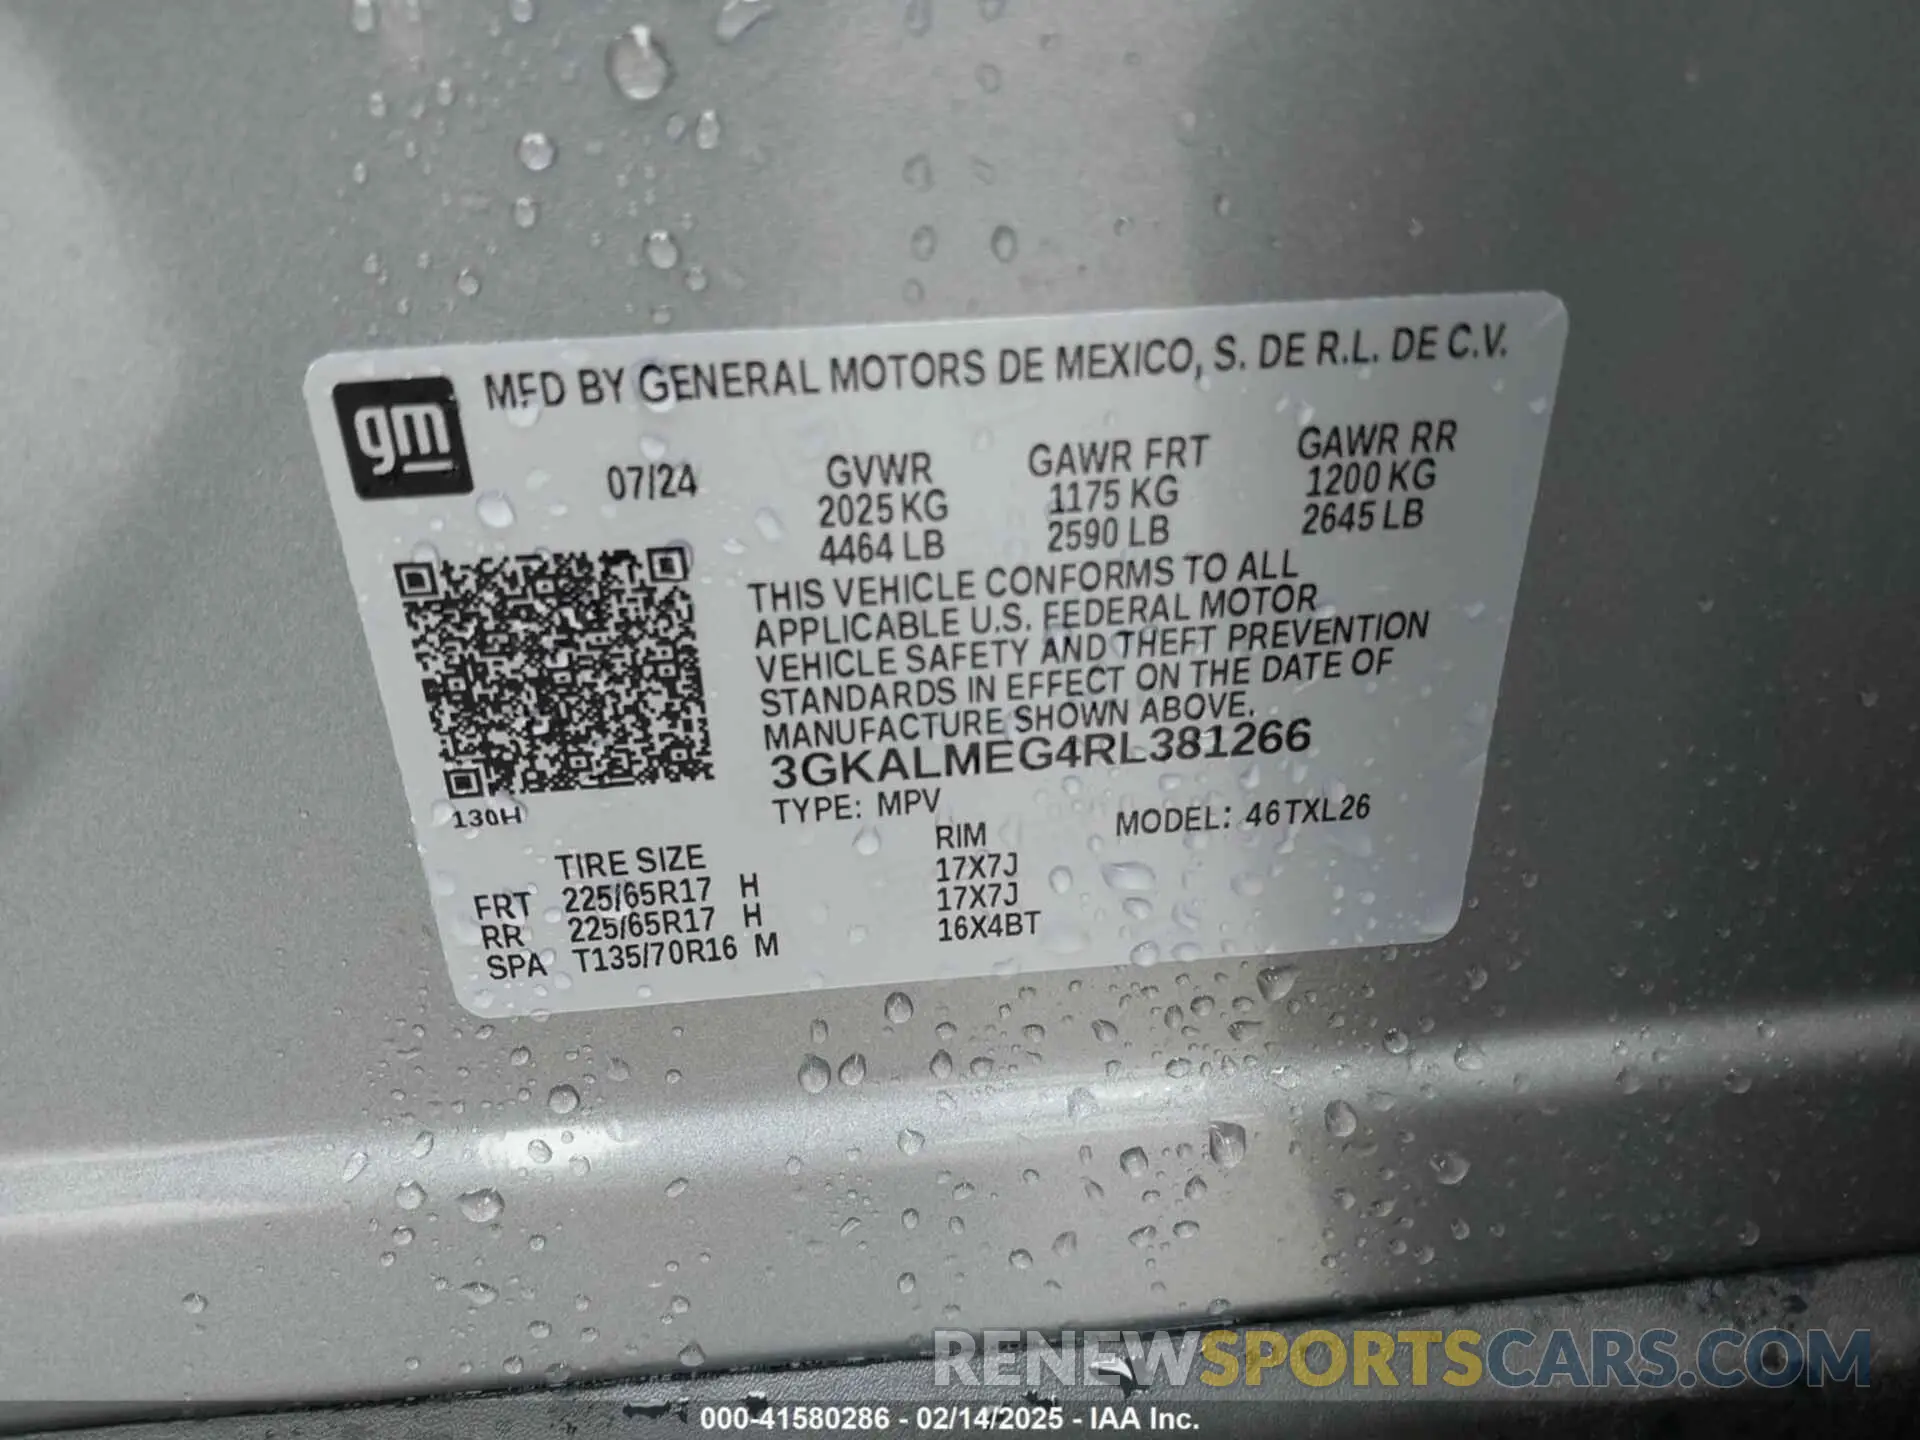 MFD BY GENERAL MOTORS DE MEXICO, S. DE R.L. DE C.V.
gm
07/24
GVWR GAWR FRT GAWR RR
2025 KG 1175 KG 1200 KG
4464 LB 2590 LB 2645 LB
THIS VEHICLE CONFORMS TO ALL
APPLICABLE U.S. FEDERAL MOTOR
VEHICLE SAFETY AND THEFT PREVENTION
STANDARDS IN EFFECT ON THE DATE OF
MANUFACTURE SHOWN ABOVE.
3GKALMEG4RL381266
130H
TYPE: MPV MODEL: 46TXL26
TIRE SIZE RIM
FRT 225/65R17 H 17X7J
RR 225/65R17 H 17X7J
SPA T135/70R16 M 16X4BT
RENEWSPORTSCARS.COM
000-41580286 - 02/14/2025 - IAA Inc.